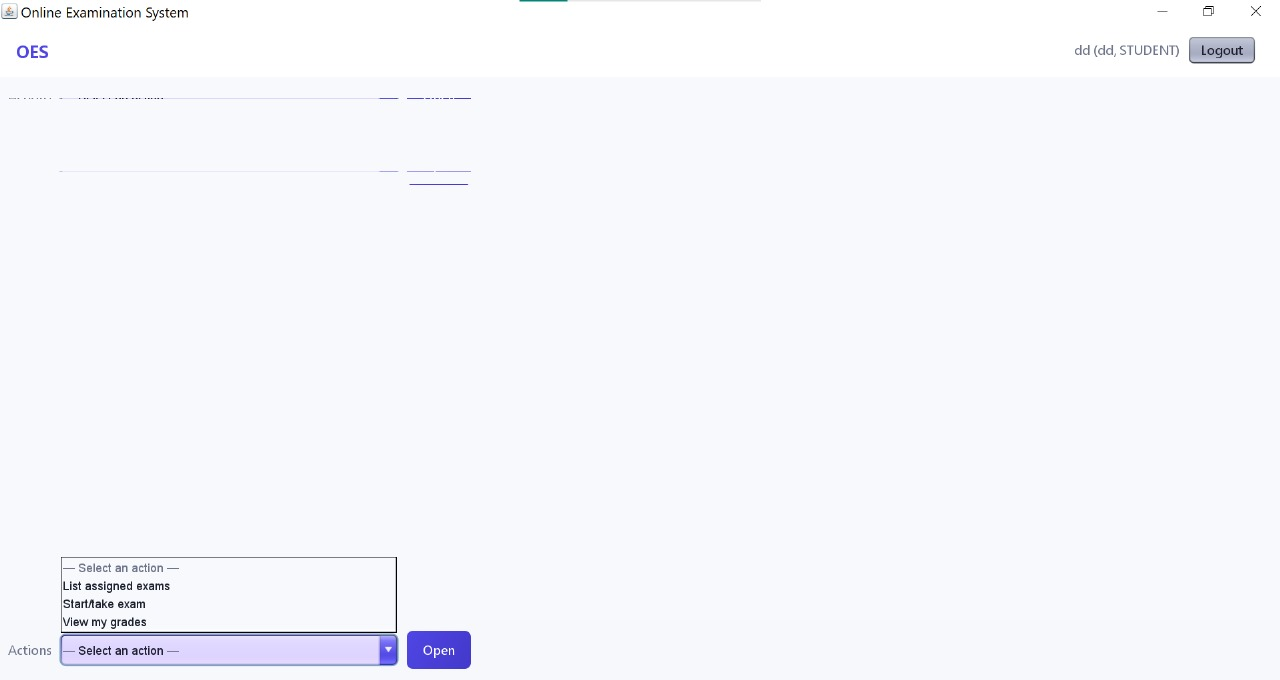 Online Examination System
OES
dd (dd, STUDENT) Logout
— Select an action —
List assigned exams
Start/take exam
View my grades
Actions — Select an action — Open